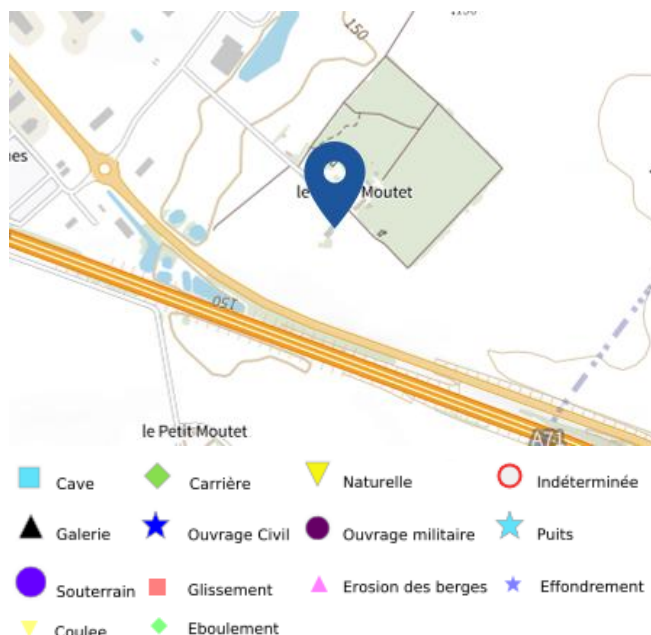 150
nes
le
Moutet
150
le Petit Moutet
A71
Cave
Carrière
Naturelle
Indéterminée
Galerie
Ouvrage Civil
Ouvrage militaire
Puits
Souterrain
Glissement
Erosion des berges
Effondrement
Coulee
Eboulement